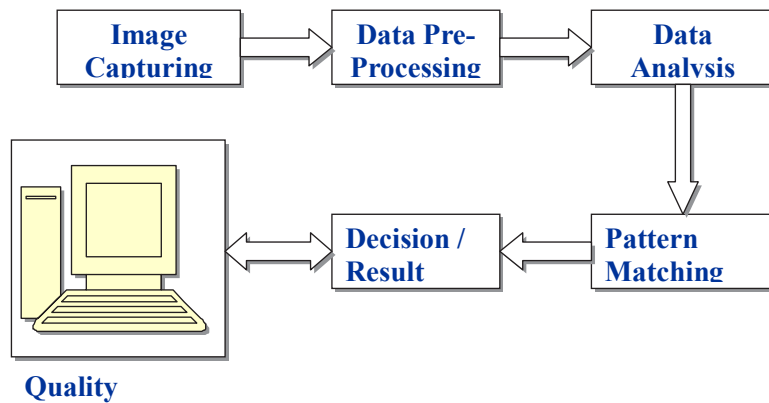 Image
Capturing
Data Pre-
Processing
Data
Analysis
Decision /
Result
Pattern
Matching
Quality